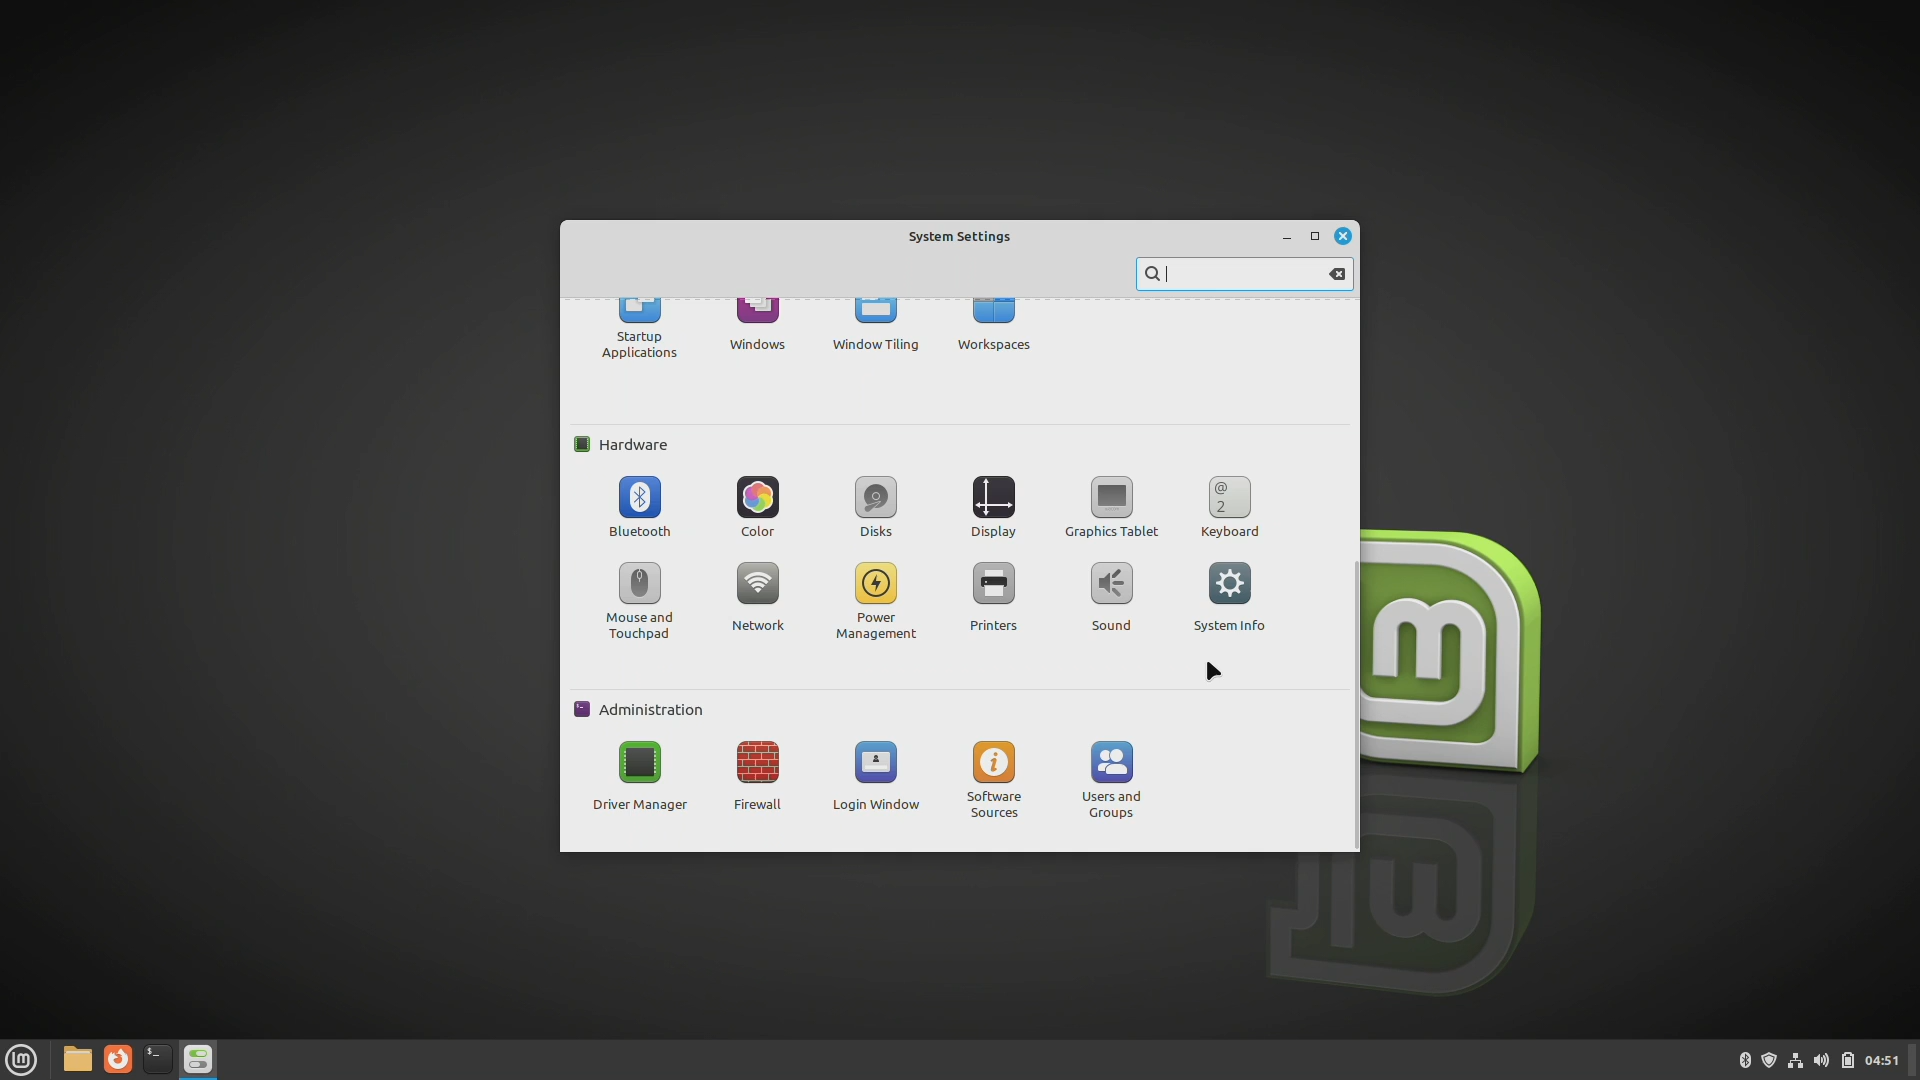 System Settings
Startup
Applications
Windows
Window Tiling
Workspaces
Hardware
Bluetooth
Color
Disks
Display
Graphics Tablet
@
2
Keyboard
Mouse and
Touchpad
Network
Power
Management
Printers
Sound
System Info
$-
Administration
Driver Manager
Firewall
Login Window
i
Software
Sources
Users and
Groups
$_
04:51